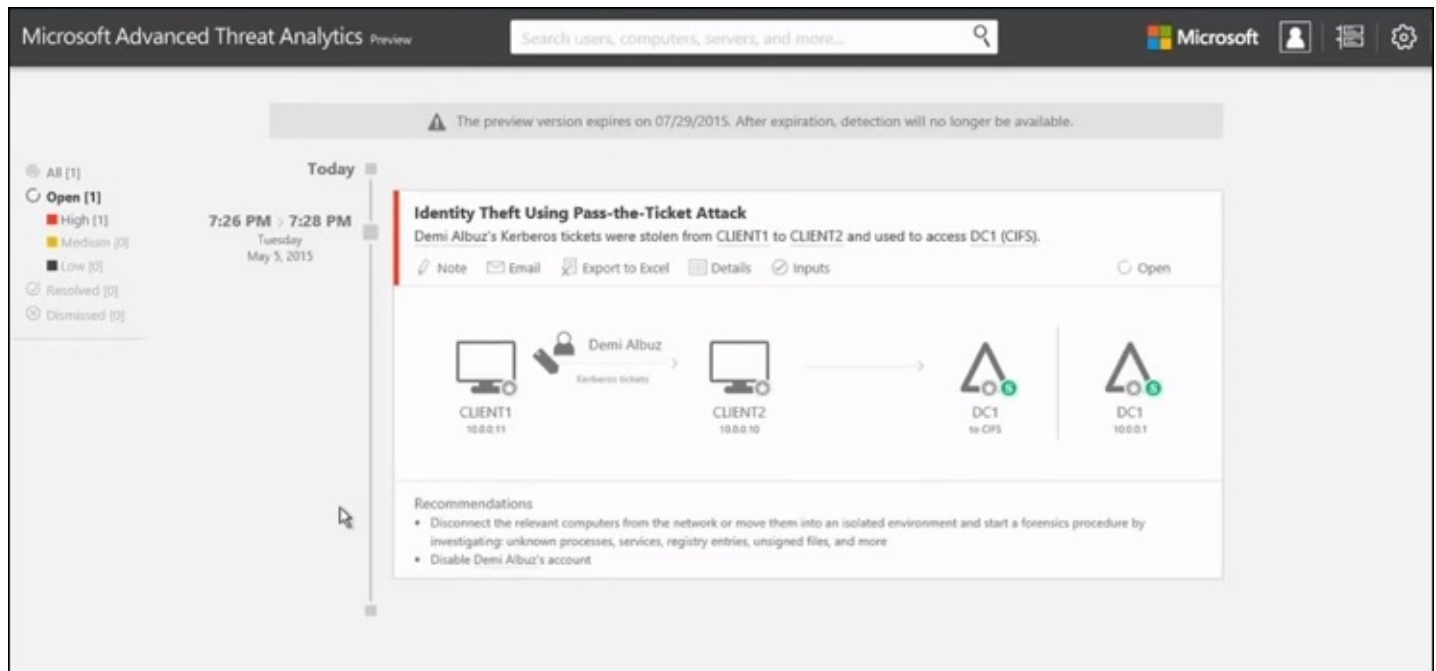 Microsoft Advanced Threat Analytics Preview
Search users, computers, servers, and more...
Microsoft
The preview version expires on 07/29/2015. After expiration, detection will no longer be available.
All [1]
Open [1]
High [1]
Medium [0]
Low [0]
Resolved [0]
Dismissed [0]
Today
7:26 PM > 7:28 PM
Tuesday
May 5, 2015
Identity Theft Using Pass-the-Ticket Attack
Demi Albuz's Kerberos tickets were stolen from CLIENT1 to CLIENT2 and used to access DC1 (CIFS).
Note Email Export to Excel Details Inputs Open
Demi Albuz
Kerberos tickets
CLIENT1
10.0.0.11
CLIENT2
10.0.0.10
S
DC1
to CIFS
S
DC1
10.0.0.1
Recommendations
• Disconnect the relevant computers from the network or move them into an isolated environment and start a forensics procedure by
investigating: unknown processes, services, registry entries, unsigned files, and more
• Disable Demi Albuz's account